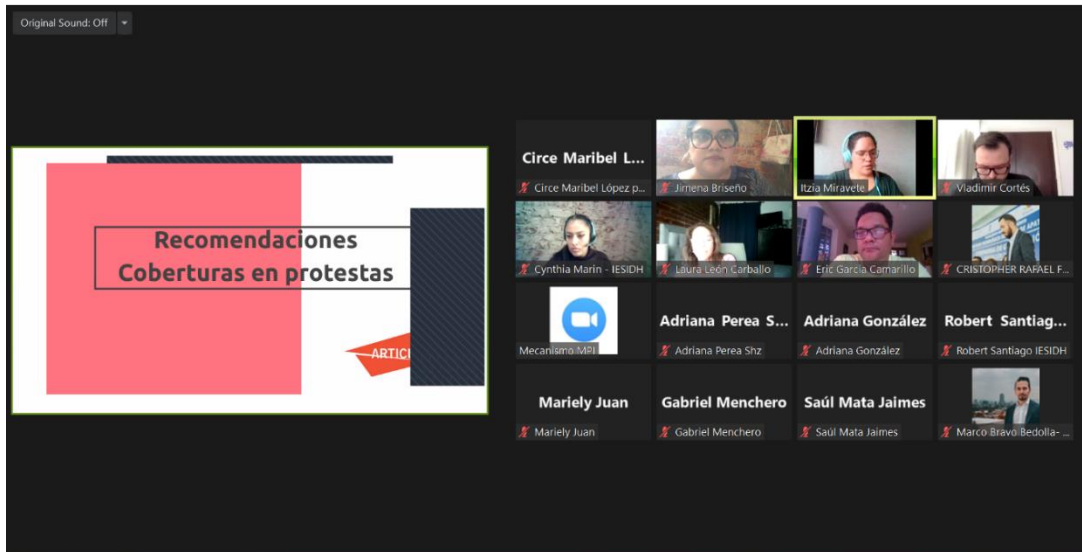 Original Sound: Off
Recomendaciones
Coberturas en protestas
ARTIC
Circe Maribel L...
Circe Maribel López p...
Jimena Briseño
Itzia Miravete
Vladimir Cortés
Cynthia Marin - IESIDH
Laura León Carballo
Eric García Camarillo
CRISTOPHER RAFAEL F...
Mecanismo MPI
Adriana Perea S...
Adriana Perea Shz
Adriana González
Adriana González
Robert Santiag...
Robert Santiago IESIDH
Mariely Juan
Mariely Juan
Gabriel Menchero
Gabriel Menchero
Saúl Mata Jaimes
Saúl Mata Jaimes
Marco Bravo Bedolla- ...